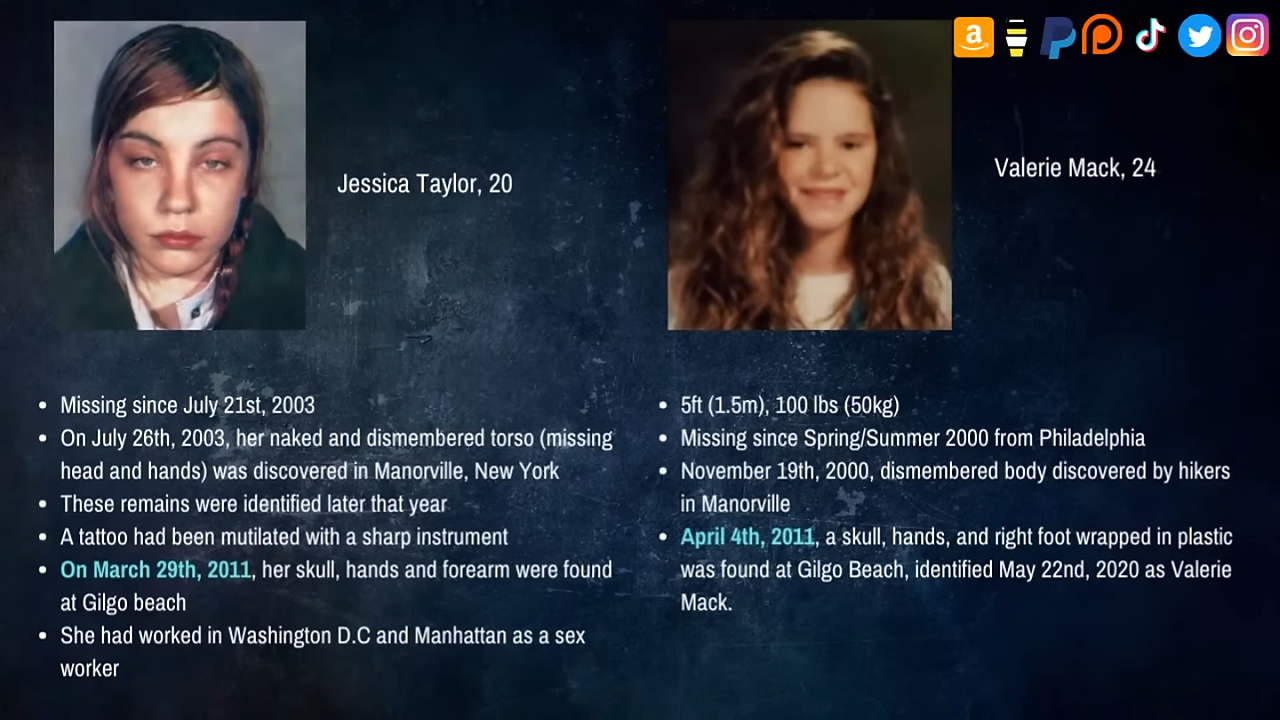 Jessica Taylor, 20
• Missing since July 21st, 2003
• On July 26th, 2003, her naked and dismembered torso (missing
head and hands) was discovered in Manorville, New York
• These remains were identified later that year
• A tattoo had been mutilated with a sharp instrument
• On March 29th, 2011, her skull, hands and forearm were found
at Gilgo beach
• She had worked in Washington D.C and Manhattan as a sex
worker
Valerie Mack, 24
• 5ft (1.5m), 100 lbs (50kg)
• Missing since Spring/Summer 2000 from Philadelphia
• November 19th, 2000, dismembered body discovered by hikers
in Manorville
• April 4th, 2011, a skull, hands, and right foot wrapped in plastic
was found at Gilgo Beach, identified May 22nd, 2020 as Valerie
Mack.